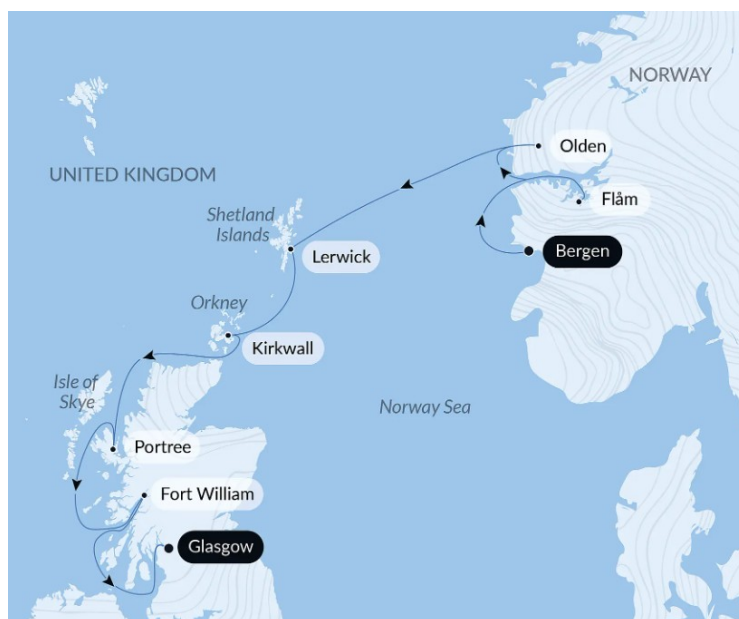 NORWAY
Olden
UNITED KINGDOM
Flåm
Shetland
Islands
Bergen
Lerwick
Orkney
Kirkwall
Isle of
Skye
Norway Sea
Portree
Fort William
Glasgow